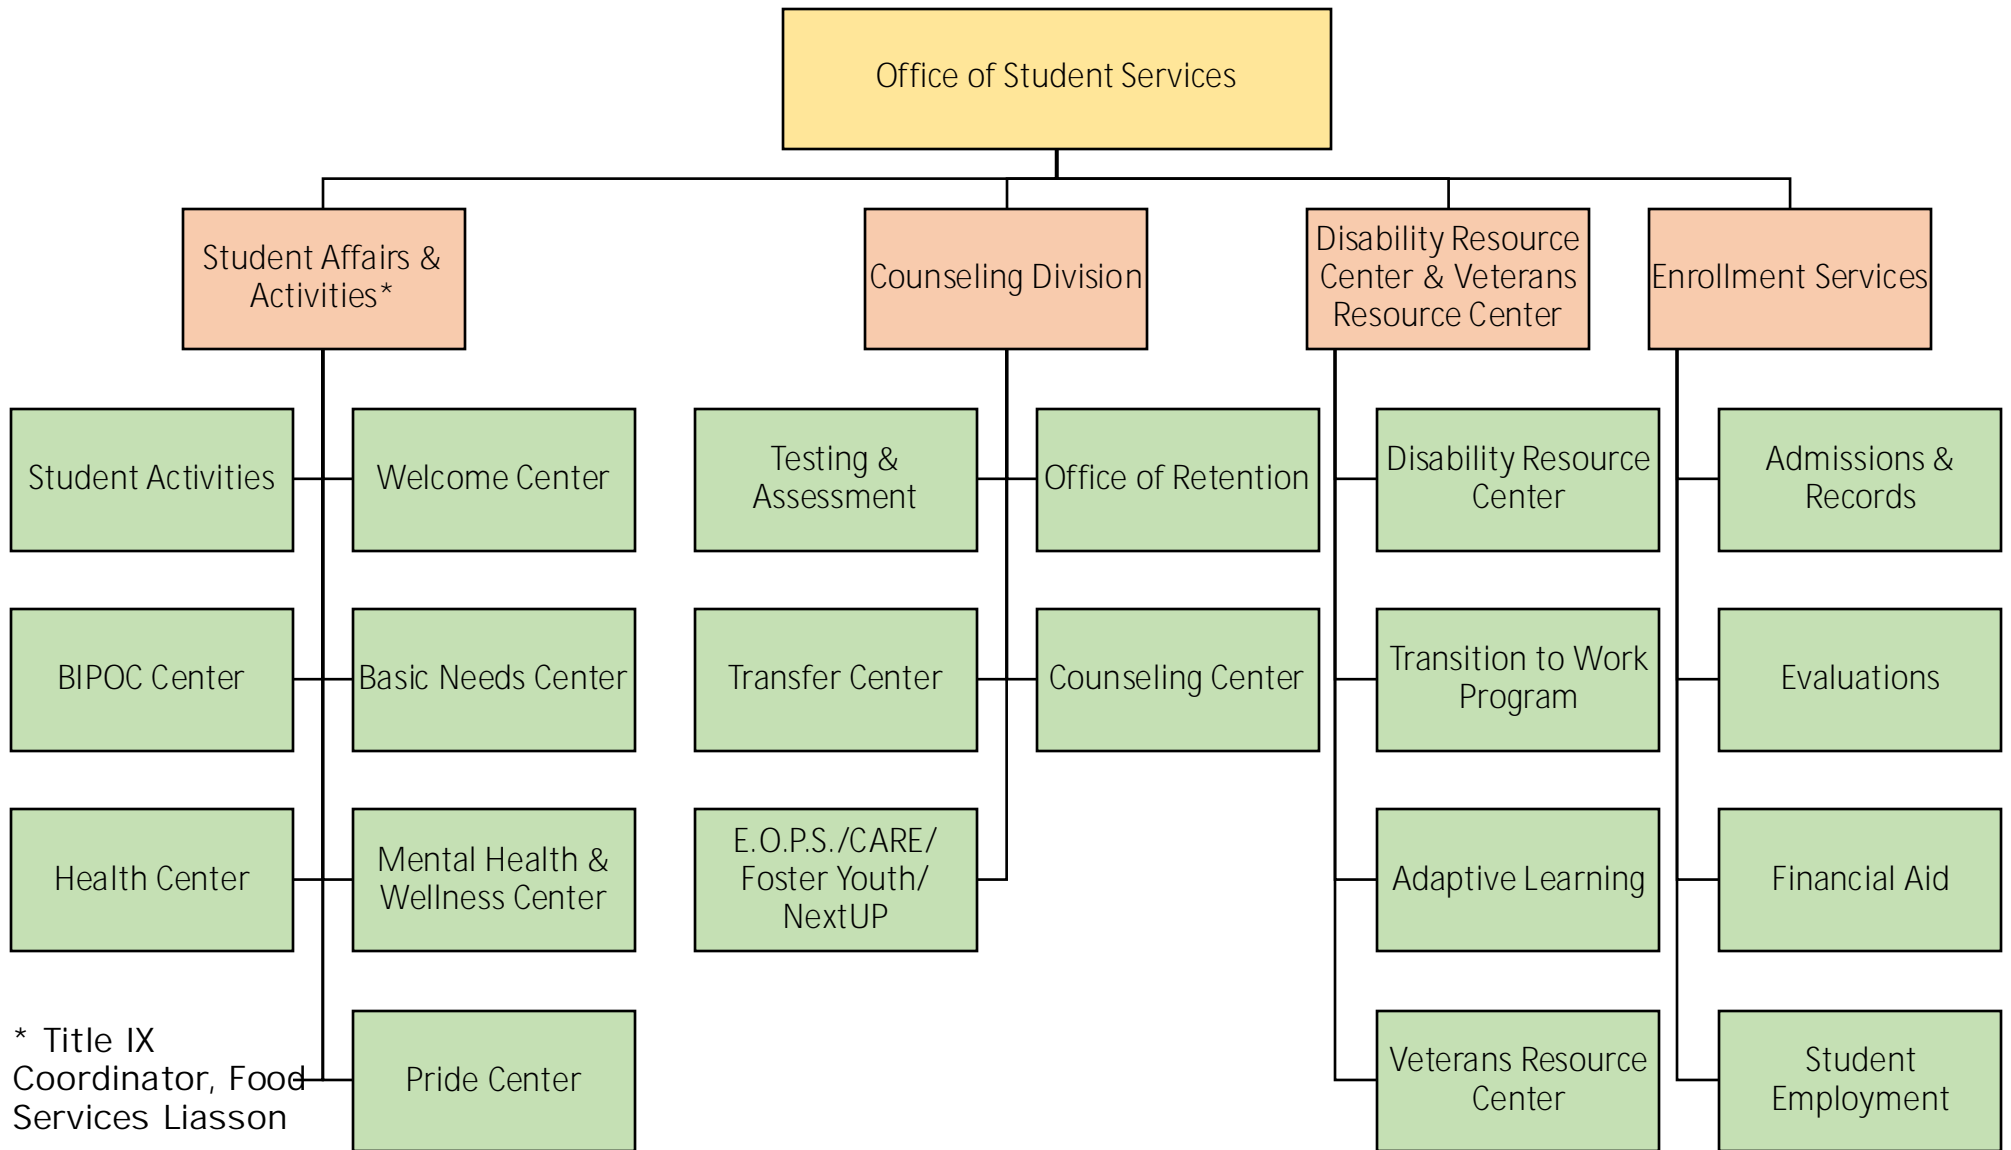 Office of Student Services
Student Affairs &
Activities*
Counseling Division
Disability Resource
Center & Veterans
Resource Center
Enrollment Services
Student Activities
Welcome Center
Testing &
Assessment
Office of Retention
Disability Resource
Center
Admissions &
Records
BIPOC Center
Basic Needs Center
Transfer Center
Counseling Center
Transition to Work
Program
Evaluations
Health Center
Mental Health &
Wellness Center
E.O.P.S./CARE/
Foster Youth/
NextUP
Adaptive Learning
Financial Aid
* Title IX
Coordinator, Food
Services Liasson
Pride Center
Veterans Resource
Center
Student
Employment